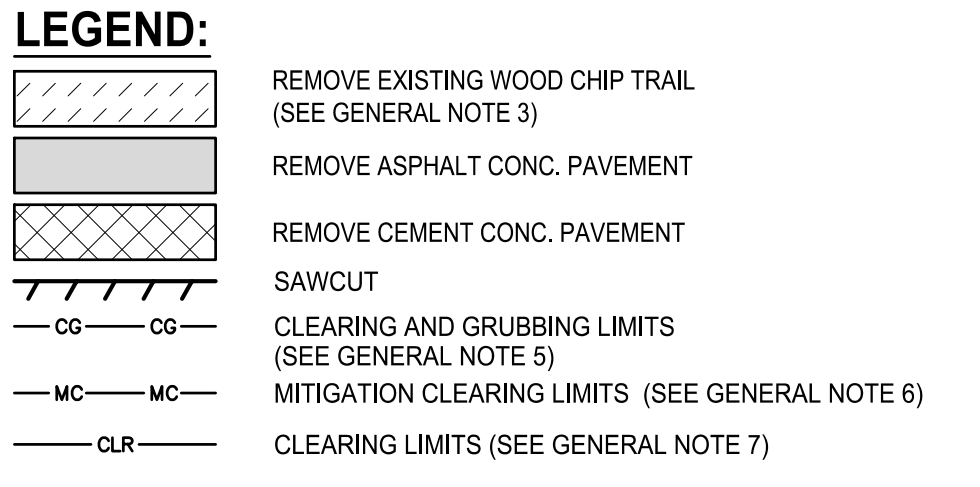 LEGEND:
REMOVE EXISTING WOOD CHIP TRAIL
(SEE GENERAL NOTE 3)
REMOVE ASPHALT CONC. PAVEMENT
REMOVE CEMENT CONC. PAVEMENT
SAWCUT
CG CG CLEARING AND GRUBBING LIMITS
(SEE GENERAL NOTE 5)
MC MC MITIGATION CLEARING LIMITS (SEE GENERAL NOTE 6)
CLR CLEARING LIMITS (SEE GENERAL NOTE 7)